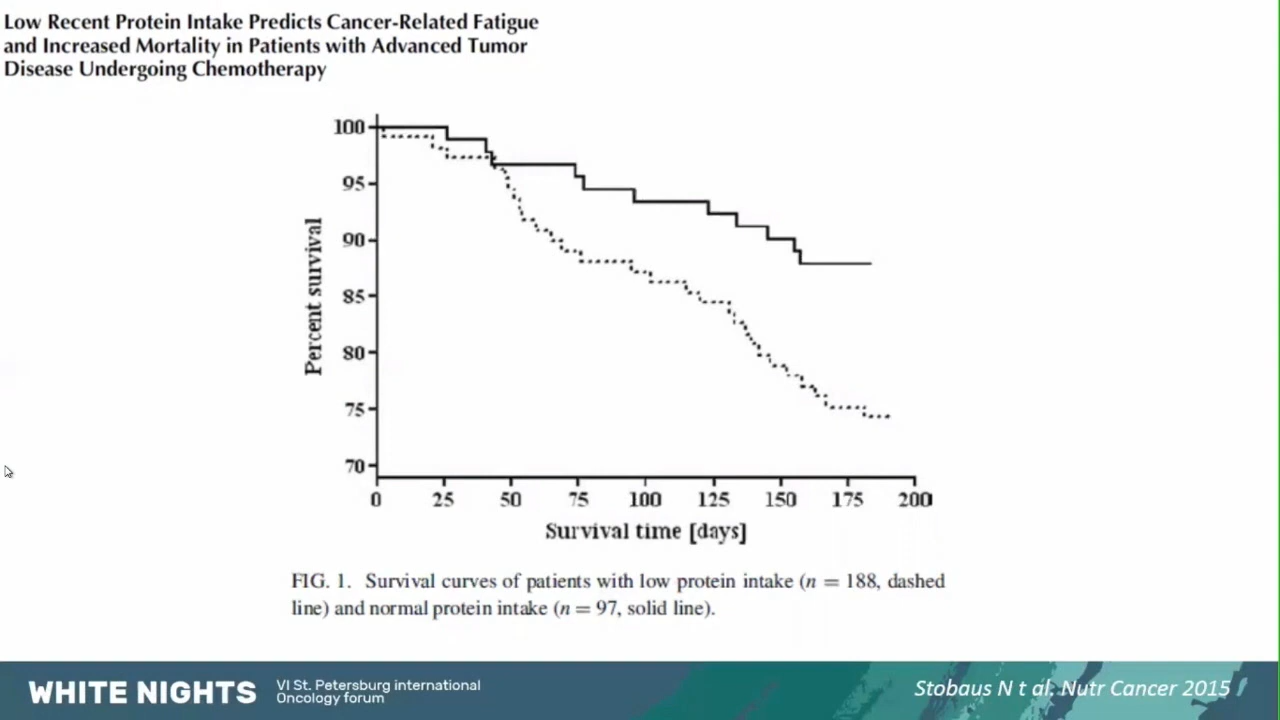 Low Recent Protein Intake Predicts Cancer-Related Fatigue
and Increased Mortality in Patients with Advanced Tumor
Disease Undergoing Chemotherapy
Percent survival
100
95
90
85
80
75
70
0 25 50 75 100 125 150 175 200
Survival time [days]
FIG. 1. Survival curves of patients with low protein intake (n = 188, dashed
line) and normal protein intake (n = 97, solid line).
WHITE NIGHTS
VI St. Petersburg international
Oncology forum
Stobaus N t al. Nutr Cancer 2015